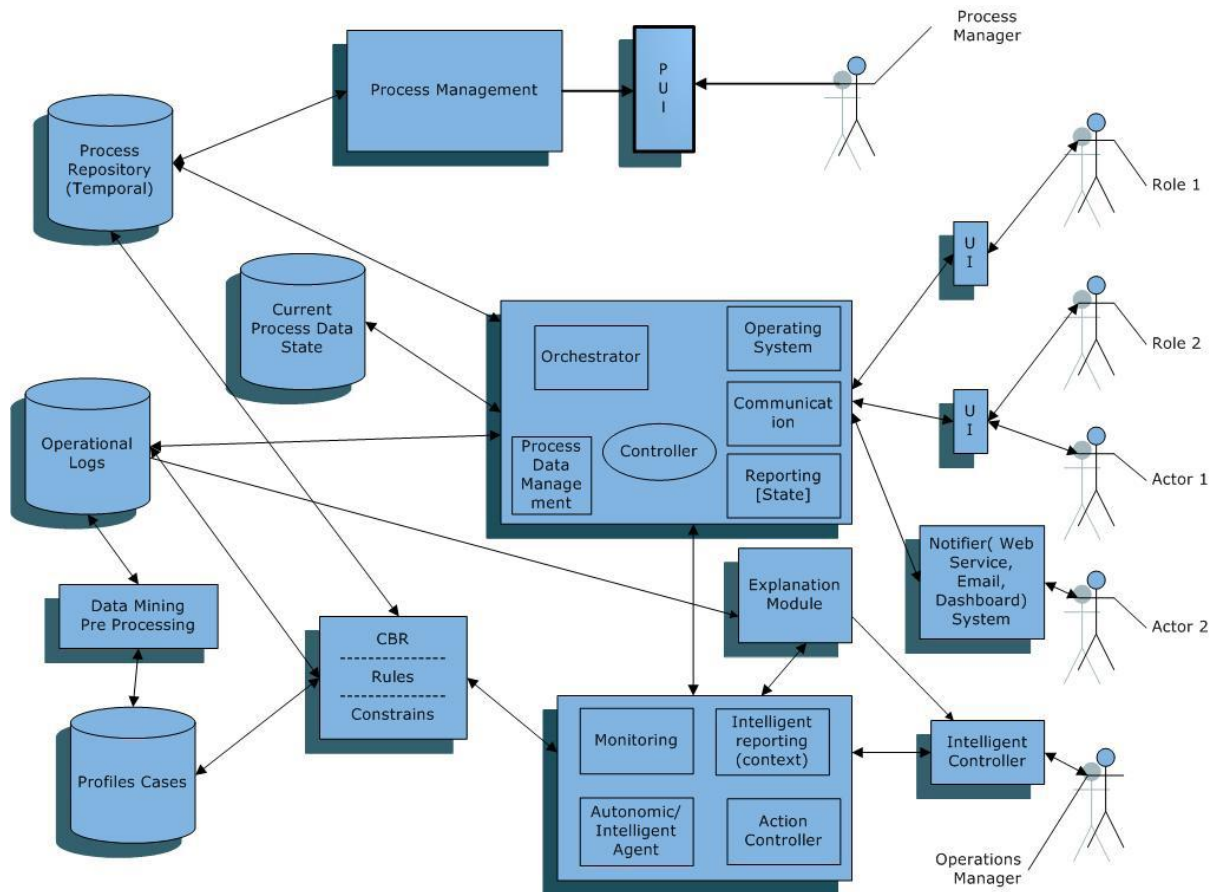 Process
Manager
Process Management
P
U
I
Process
Repository
(Temporal)
Role 1
U
I
Current
Process Data
State
Operating
System
Orchestrator
Role 2
Communicat
ion
U
I
Operational
Logs
Process
Data
Manage
ment
Controller
Reporting
[State]
Actor 1
Notifier( Web
Service,
Email,
Dashboard)
System
Explanation
Module
Data Mining
Pre Processing
Actor 2
CBR
Rules
Constrains
Monitoring
Intelligent
reporting
(context)
Intelligent
Controller
Profiles Cases
Autonomic/
Intelligent
Agent
Action
Controller
Operations
Manager